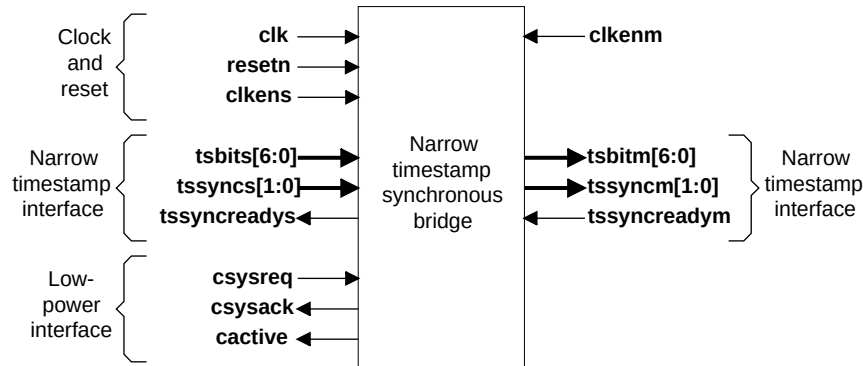 Clock
and
reset
clk
resetn
clkens
clkenm
Narrow
timestamp
interface
tsbits[6:0]
tssyncs[1:0]
tssyncreadys
Narrow
timestamp
synchronous
bridge
tsbitm[6:0]
tssyncm[1:0]
tssyncreadym
Narrow
timestamp
interface
Low-
power
interface
csysreq
csysack
cactive